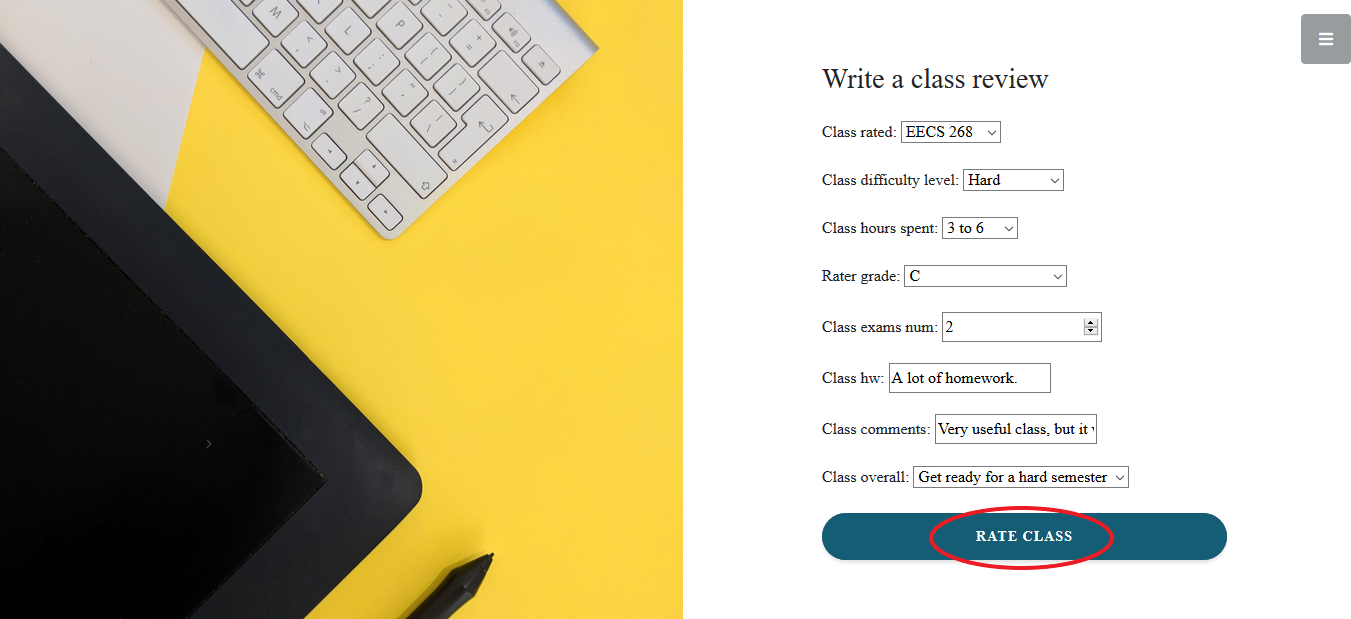 Write a class review
Class rated: EECS 268
Class difficulty level: Hard
Class hours spent: 3 to 6
Rater grade: C
Class exams num: 2
Class hw: A lot of homework.
Class comments: Very useful class, but it
Class overall: Get ready for a hard semester
RATE CLASS
M
L
P
cmd